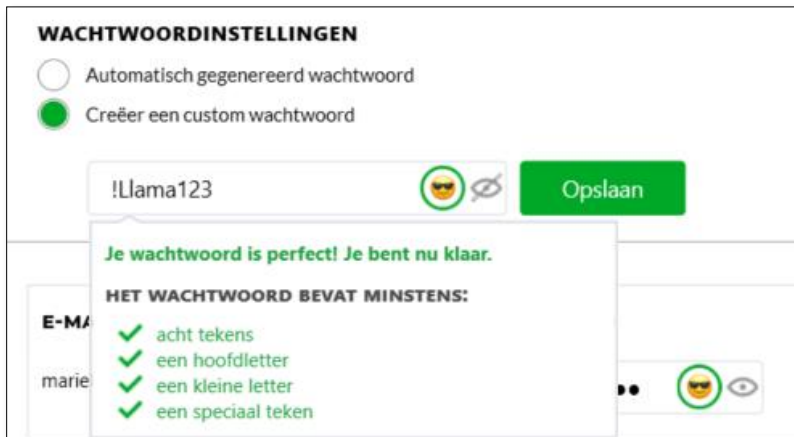 WACHTWOORDINSTELLINGEN
Automatisch gegenereerd wachtwoord
Creëer een custom wachtwoord
!Llama123
Opslaan
Je wachtwoord is perfect! Je bent nu klaar.
HET WACHTWOORD BEVAT MINSTENS:
acht tekens
een hoofdletter
een kleine letter
een speciaal teken
E-MA
marie